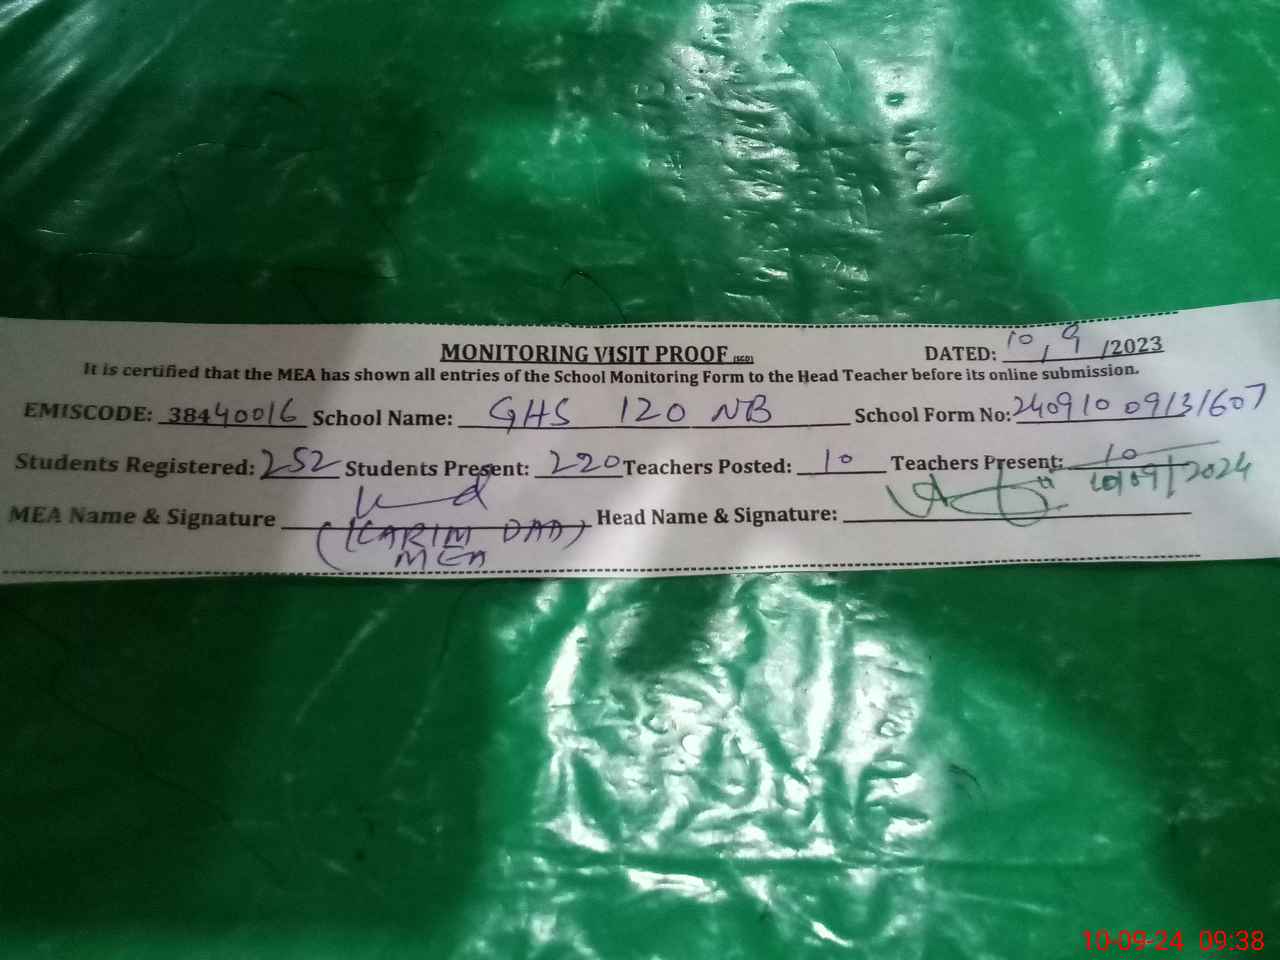 MONITORING VISIT PROOF (SED) DATED: 10/9/2023
It is certified that the MEA has shown all entries of the School Monitoring Form to the Head Teacher before its online submission.
EMISCODE: 38440016 School Name: GHS 120 NB School Form No: 24091009131607
Students Registered: 252 Students Present: 220 Teachers Posted: 10 Teachers Present: 10
10/09/2024
MEA Name & Signature (KARIM DAD) Head Name & Signature:
MEA
10-09-24 09:38